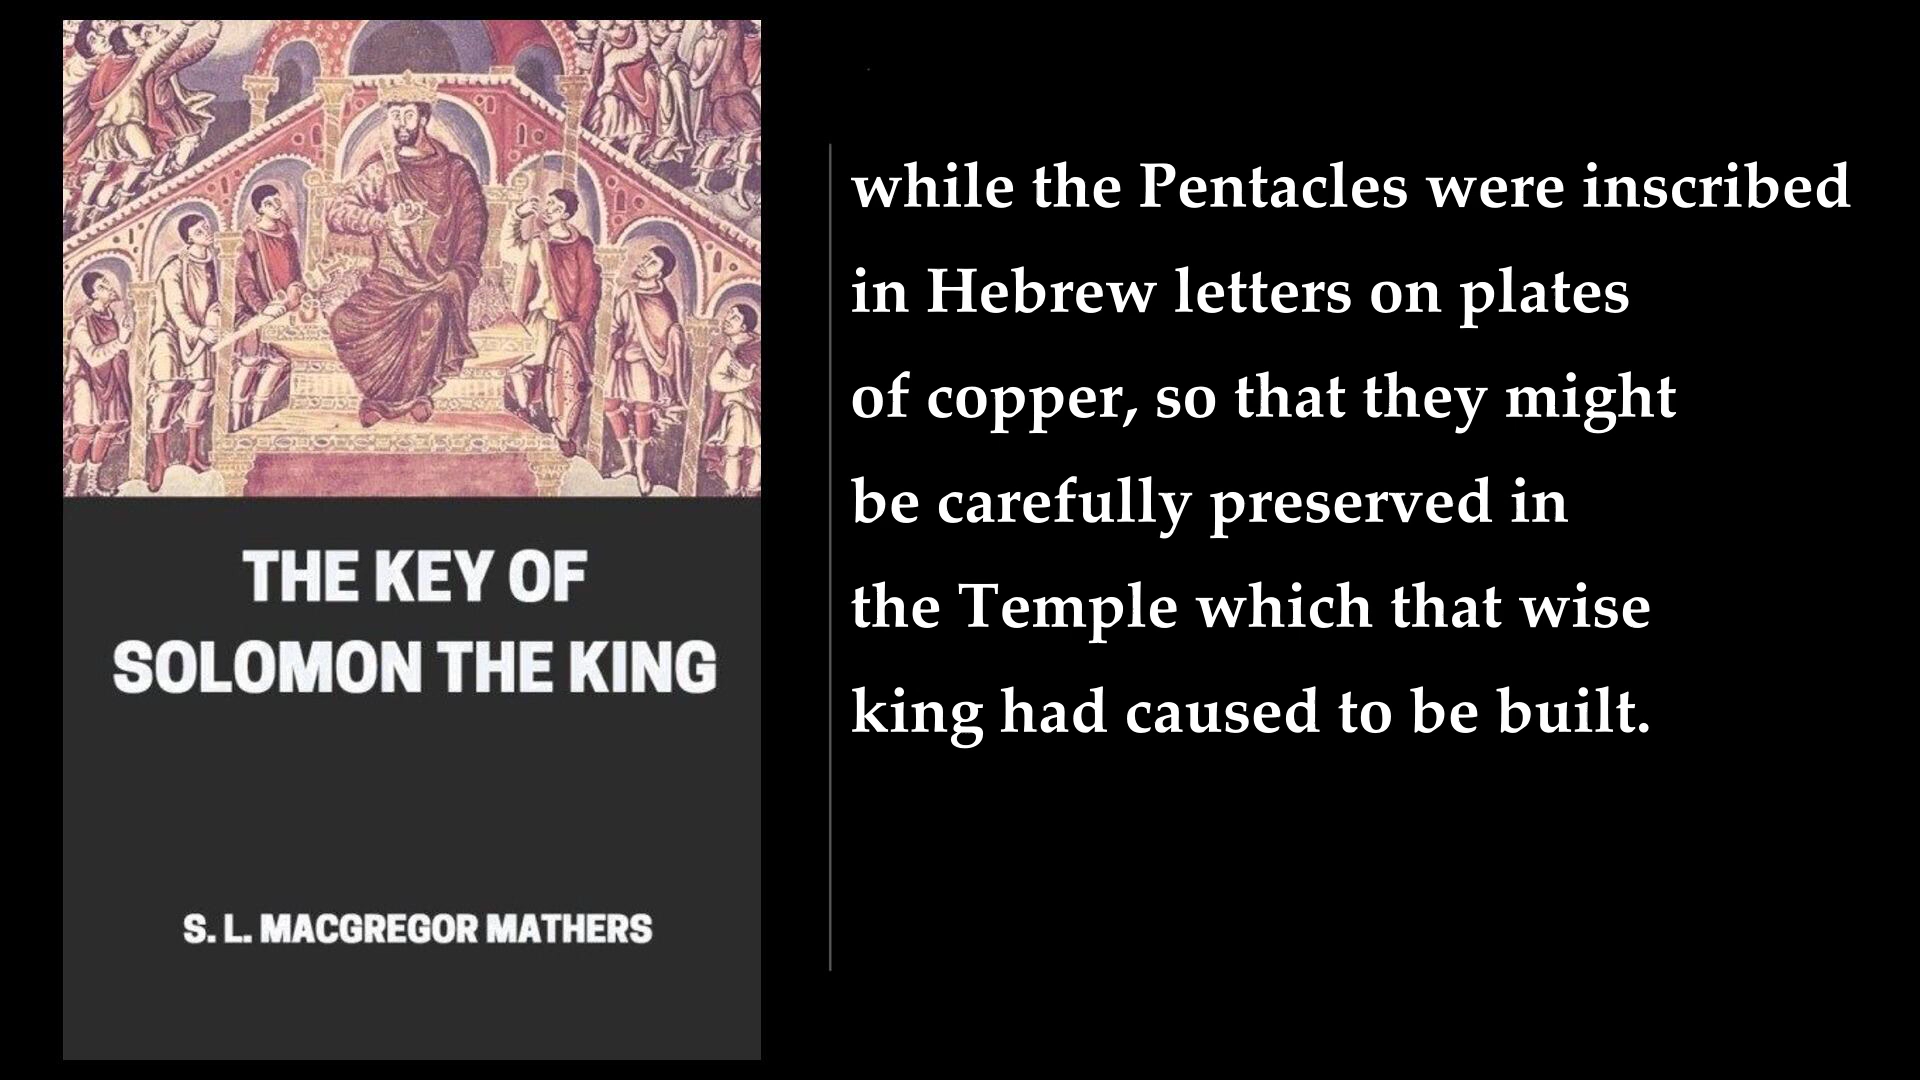 THE KEY OF
SOLOMON THE KING
S. L. MACGREGOR MATHERS
while the Pentacles were inscribed
in Hebrew letters on plates
of copper, so that they might
be carefully preserved in
the Temple which that wise
king had caused to be built.